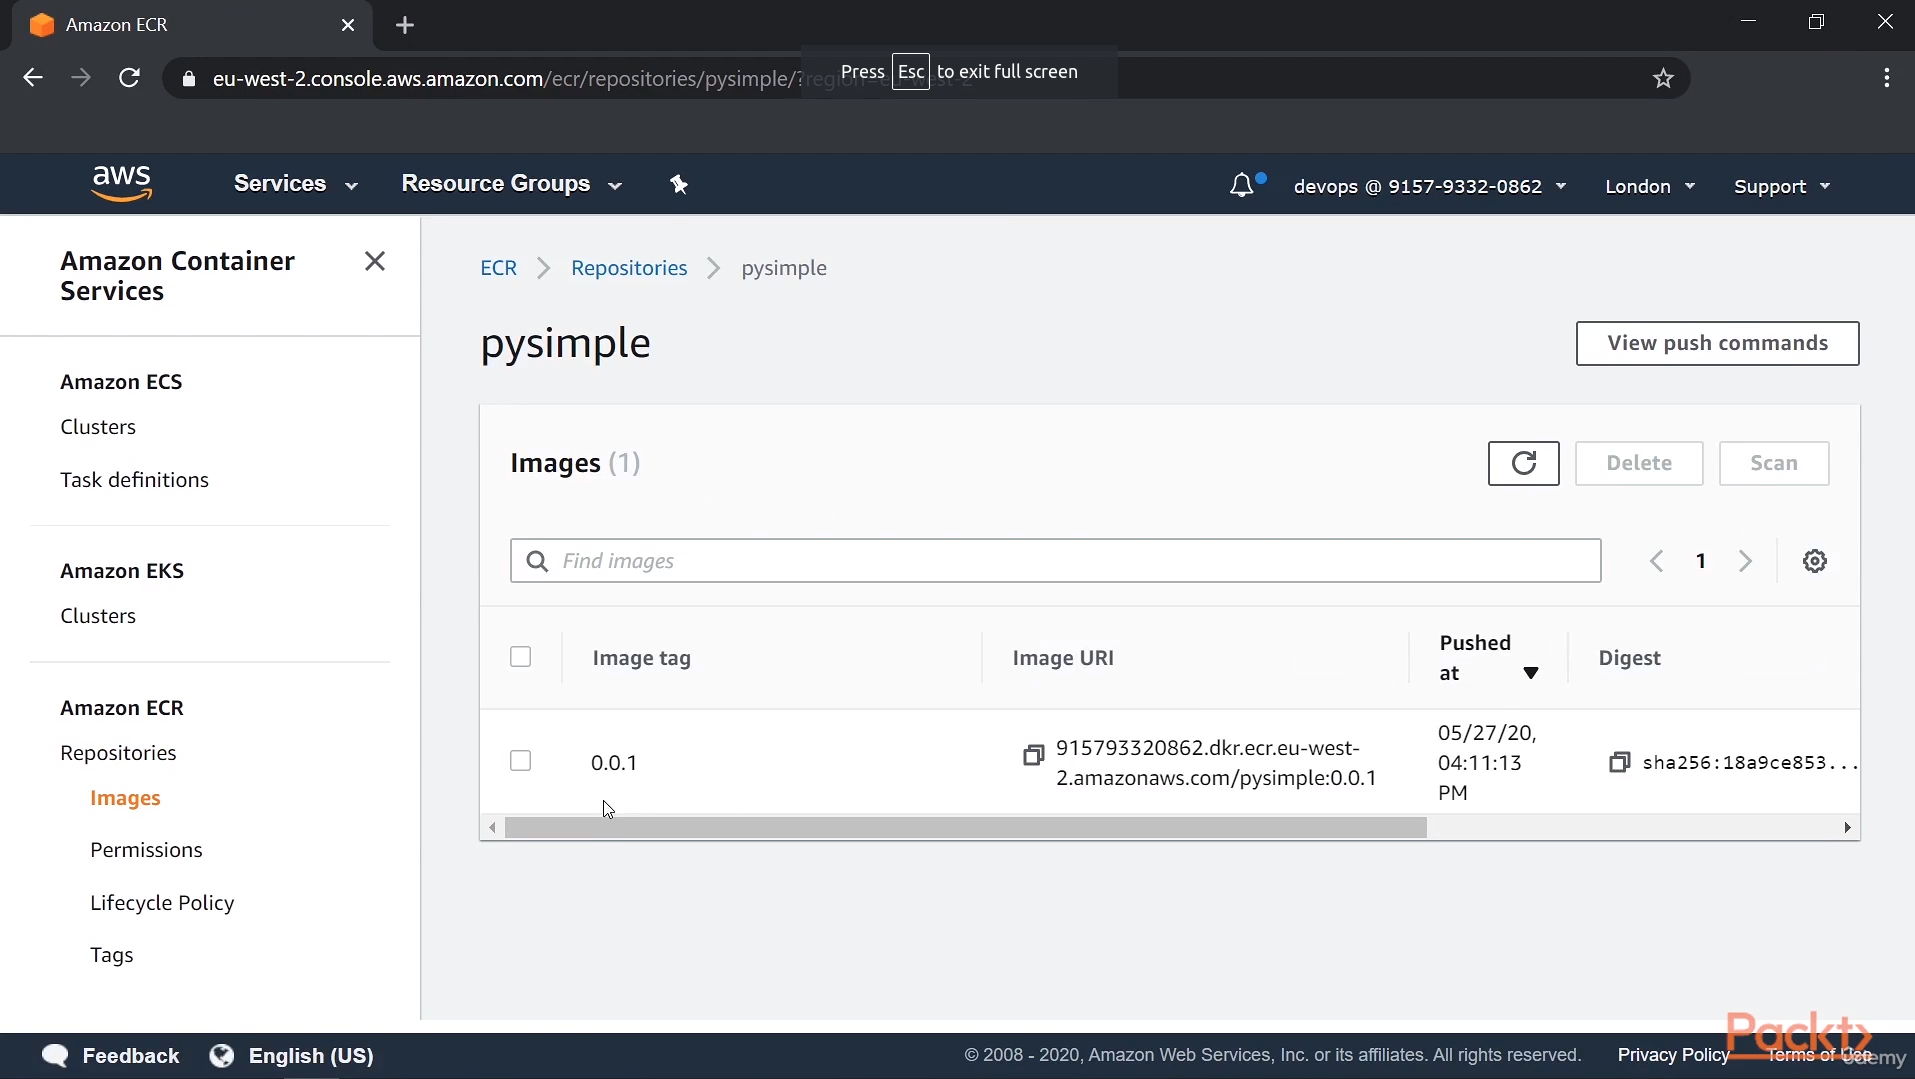 Amazon ECR
eu-west-2.console.aws.amazon.com/ecr/repositories/pysimple/?region=eu-west-2
Press Esc to exit full screen
aws
Services
Resource Groups
devops @ 9157-9332-0862
London
Support
Amazon Container
Services
Amazon ECS
Clusters
Task definitions
Amazon EKS
Clusters
Amazon ECR
Repositories
Images
Permissions
Lifecycle Policy
Tags
ECR > Repositories > pysimple
pysimple
View push commands
Images (1)
Delete
Scan
Find images
1
Image tag
Image URI
Pushed
at
Digest
0.0.1
915793320862.dkr.ecr.eu-west-
2.amazonaws.com/pysimple:0.0.1
05/27/20,
04:11:13
PM
sha256:18a9ce853...
Feedback
English (US)
© 2008 - 2020, Amazon Web Services, Inc. or its affiliates. All rights reserved.
Privacy Policy
Terms of Use
Packt>
udemy